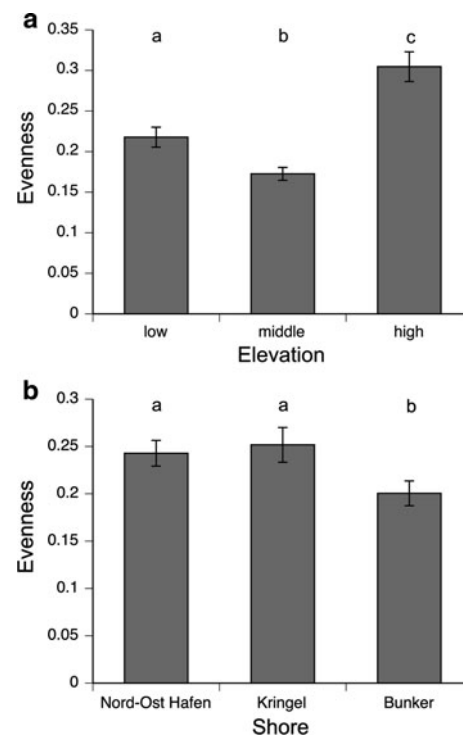 a
a b c
0.35
0.3
0.25
0.2
0.15
0.1
0.05
0
Evenness
low middle high
Elevation
b
a a b
0.3
0.25
0.2
0.15
0.1
0.05
0
Evenness
Nord-Ost Hafen Kringel Bunker
Shore